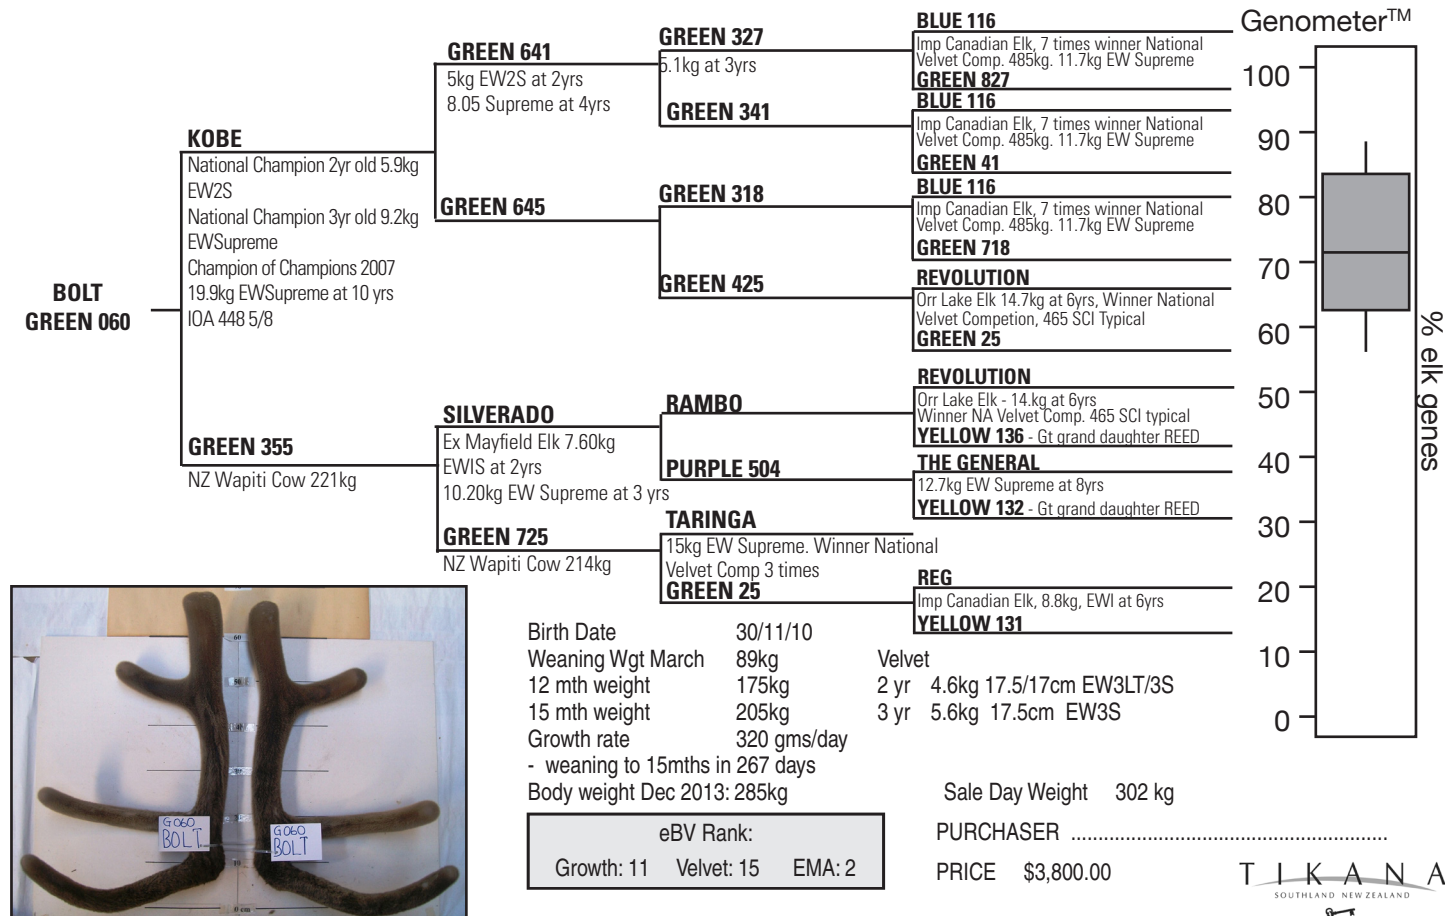 BOLT
GREEN 060
KOBE
National Champion 2yr old 5.9kg
EW2S
National Champion 3yr old 9.2kg
EWSupreme
Champion of Champions 2007
19.9kg EWSupreme at 10 yrs
IOA 448 5/8
GREEN 355
NZ Wapiti Cow 221kg
GREEN 641
5kg EW2S at 2yrs
8.05 Supreme at 4yrs
GREEN 645
SILVERADO
Ex Mayfield Elk 7.60kg
EWIS at 2yrs
10.20kg EW Supreme at 3 yrs
GREEN 725
NZ Wapiti Cow 214kg
GREEN 327
5.1kg at 3yrs
GREEN 341
GREEN 318
GREEN 425
RAMBO
PURPLE 504
TARINGA
15kg EW Supreme. Winner National
Velvet Comp 3 times
GREEN 25
BLUE 116
Imp Canadian Elk, 7 times winner National
Velvet Comp. 485kg. 11.7kg EW Supreme
GREEN 827
BLUE 116
Imp Canadian Elk, 7 times winner National
Velvet Comp. 485kg. 11.7kg EW Supreme
GREEN 41
BLUE 116
Imp Canadian Elk, 7 times winner National
Velvet Comp. 485kg. 11.7kg EW Supreme
GREEN 718
REVOLUTION
Orr Lake Elk 14.7kg at 6yrs, Winner National
Velvet Competion, 465 SCI Typical
GREEN 25
REVOLUTION
Orr Lake Elk - 14.kg at 6yrs
Winner NA Velvet Comp. 465 SCI typical
YELLOW 136 - Gt grand daughter REED
THE GENERAL
12.7kg EW Supreme at 8yrs
YELLOW 132 - Gt grand daughter REED
REG
Imp Canadian Elk, 8.8kg, EWI at 6yrs
YELLOW 131
Genometer™
100
90
80
70
60
50
40
30
20
10
0
% elk genes
60
G060
BOLT
G060
BOLT
0 cm
Birth Date 30/11/10
Weaning Wgt March 89kg
12 mth weight 175kg
15 mth weight 205kg
Growth rate 320 gms/day
- weaning to 15mths in 267 days
Body weight Dec 2013: 285kg
Velvet
2 yr 4.6kg 17.5/17cm EW3LT/3S
3 yr 5.6kg 17.5cm EW3S
eBV Rank:
Growth: 11 Velvet: 15 EMA: 2
Sale Day Weight 302 kg
PURCHASER ...........................................................
PRICE $3,800.00
TIKANA
SOUTHLAND NEW ZEALAND